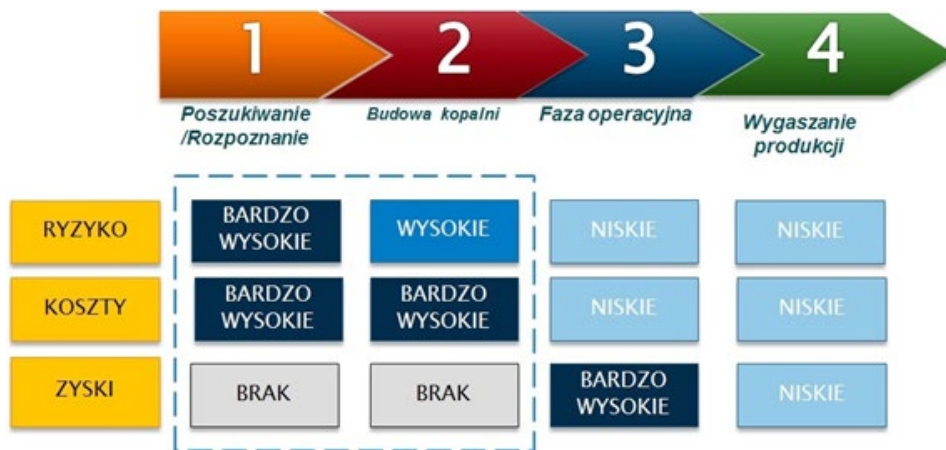 1 2 3 4
Poszukiwanie
/Rozpoznanie
Budowa kopalni
Faza operacyjna
Wygaszanie
produkcji
RYZYKO
BARDZO
WYSOKIE
WYSOKIE
NISKIE
NISKIE
KOSZTY
BARDZO
WYSOKIE
BARDZO
WYSOKIE
NISKIE
NISKIE
ZYSKI
BRAK
BRAK
BARDZO
WYSOKIE
NISKIE